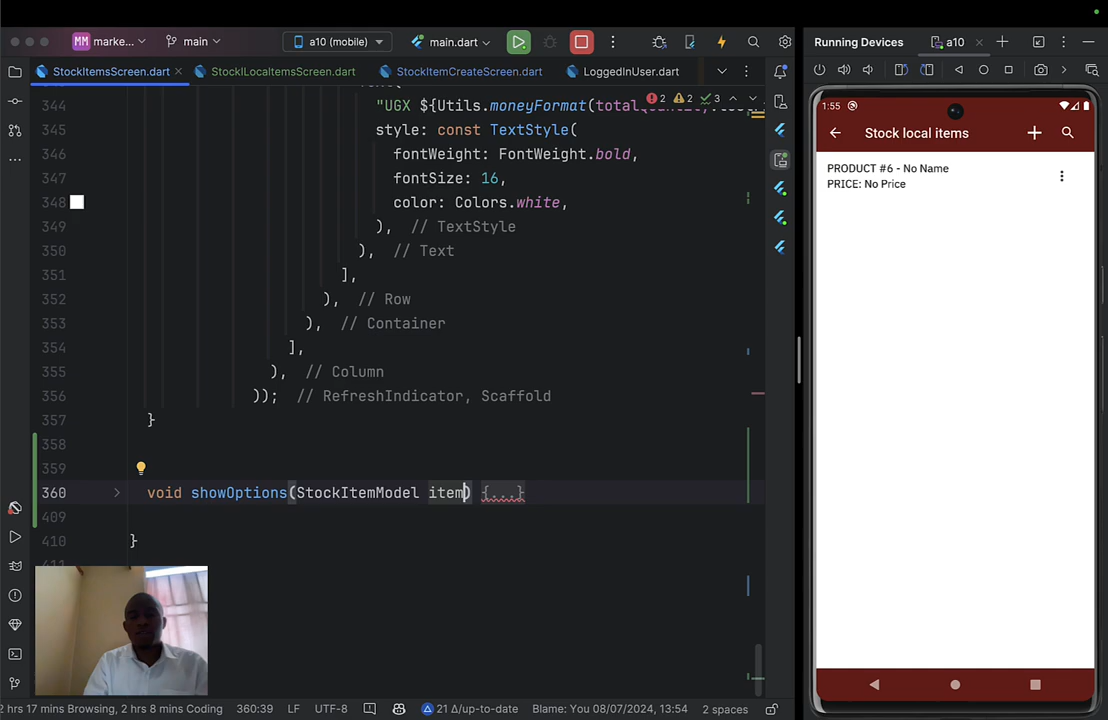 MM marke... main a10 (mobile) main.dart Running Devices a10
StockItemsScreen.dart StocklLocaltemsScreen.dart StockItemCreateScreen.dart LoggedInUser.dart
2 2 3
344 "UGX ${Utils.moneyFormat(
345 style: const TextStyle(
346 fontWeight: FontWeight.bold,
347 fontSize: 16,
348 color: Colors.white,
349 ), // TextStyle
350 ), // Text
351 ],
352 ), // Row
353 ), // Container
354 ],
355 ), // Column
356 )); // RefreshIndicator, Scaffold
357 }
358
359
360 void showOptions(StockItemModel item) {...}
409
410 }
411
1:55
Stock local items
PRODUCT #6 - No Name
PRICE: No Price
2 hrs 17 mins Browsing, 2 hrs 8 mins Coding 360:39 LF UTF-8 21 Δ/up-to-date Blame: You 08/07/2024, 13:54 2 spaces